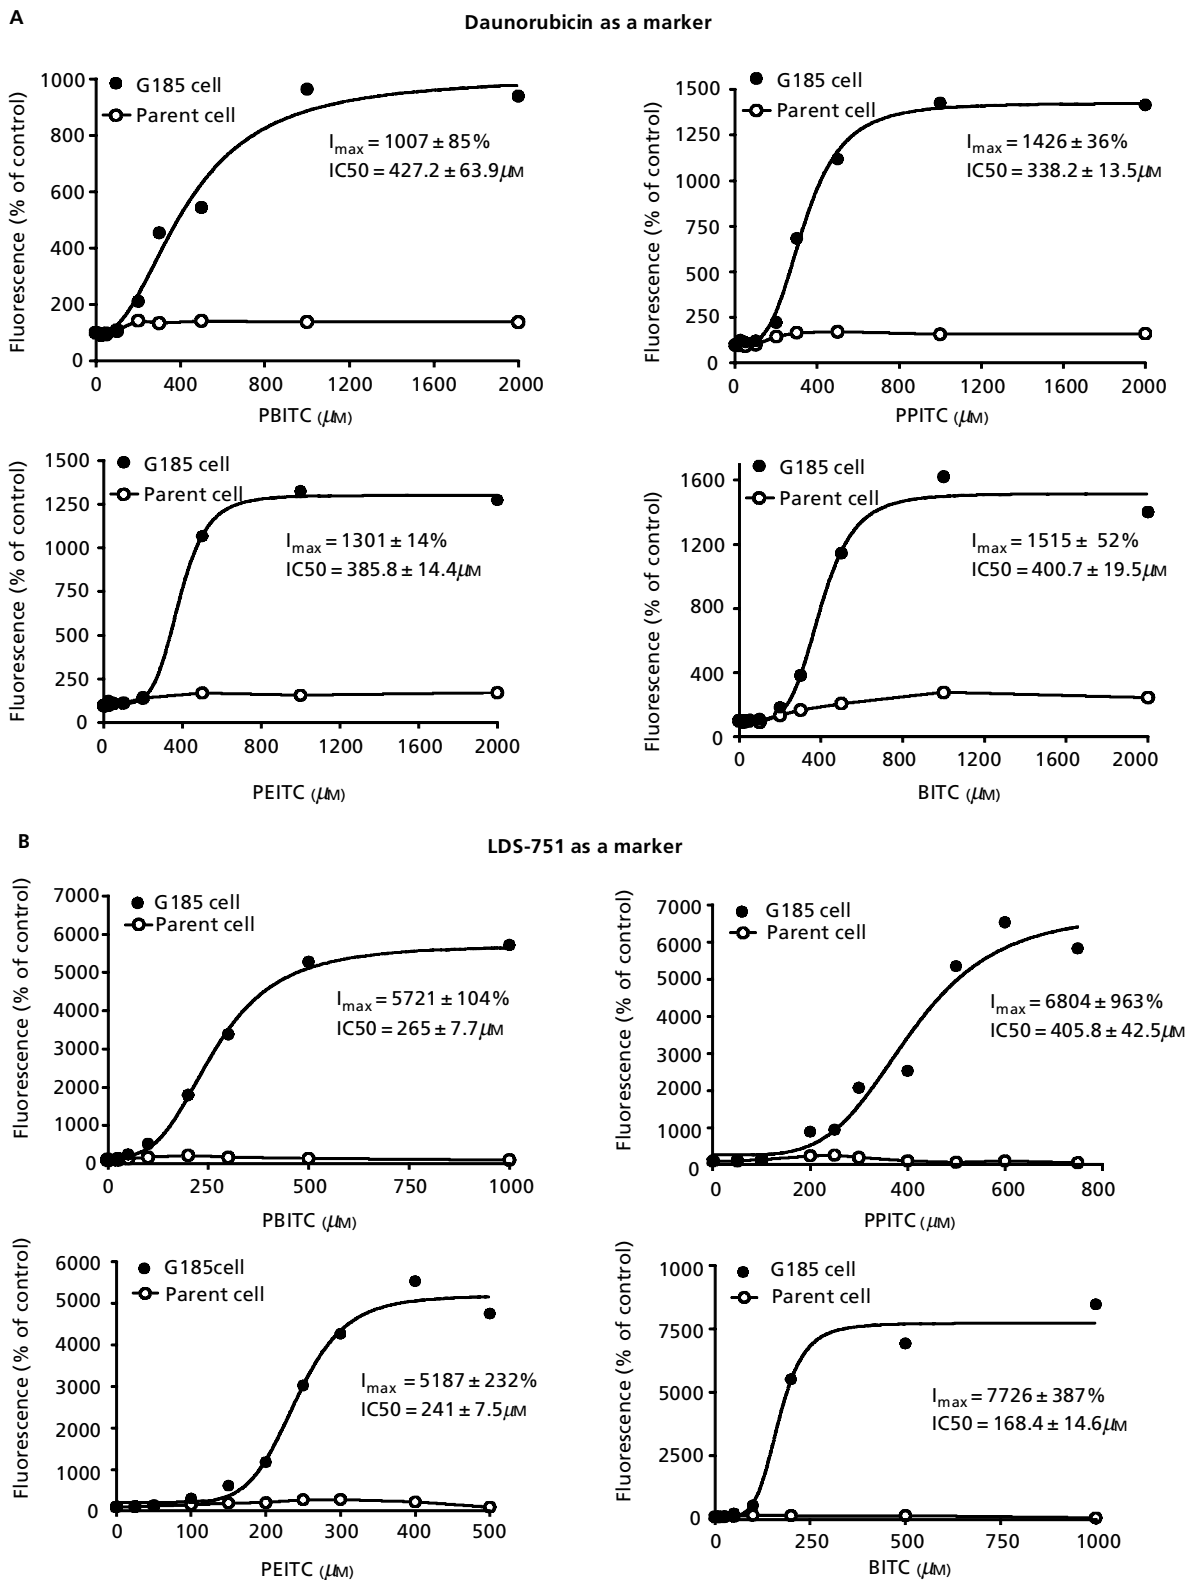 A
Daunorubicin as a marker
Fluorescence (% of control)
1000
800
600
400
200
0
G185 cell
Parent cell
Imax = 1007 ± 85%
IC50 = 427.2 ± 63.9μM
0 400 800 1200 1600 2000
PBITC (μM)
Fluorescence (% of control)
1500
1250
1000
750
500
250
0
G185 cell
Parent cell
Imax = 1426 ± 36%
IC50 = 338.2 ± 13.5μM
0 400 800 1200 1600 2000
PPITC (μM)
Fluorescence (% of control)
1500
1250
1000
750
500
250
0
G185 cell
Parent cell
Imax = 1301 ± 14%
IC50 = 385.8 ± 14.4μM
0 400 800 1200 1600 2000
PEITC (μM)
Fluorescence (% of control)
1600
1200
800
400
0
G185 cell
Parent cell
Imax = 1515 ± 52%
IC50 = 400.7 ± 19.5μM
0 400 800 1200 1600 2000
BITC (μM)
B
LDS-751 as a marker
Fluorescence (% of control)
7000
6000
5000
4000
3000
2000
1000
0
G185 cell
Parent cell
Imax = 5721 ± 104%
IC50 = 265 ± 7.7μM
0 250 500 750 1000
PBITC (μM)
Fluorescence (% of control)
7000
6000
5000
4000
3000
2000
1000
0
G185 cell
Parent cell
Imax = 6804 ± 963%
IC50 = 405.8 ± 42.5μM
0 200 400 600 800
PPITC (μM)
Fluorescence (% of control)
6000
5000
4000
3000
2000
1000
0
G185cell
Parent cell
Imax = 5187 ± 232%
IC50 = 241 ± 7.5μM
0 100 200 300 400 500
PEITC (μM)
Fluorescence (% of control)
1000
7500
5000
2500
0
G185 cell
Parent cell
Imax = 7726 ± 387%
IC50 = 168.4 ± 14.6μM
0 250 500 750 1000
BITC (μM)